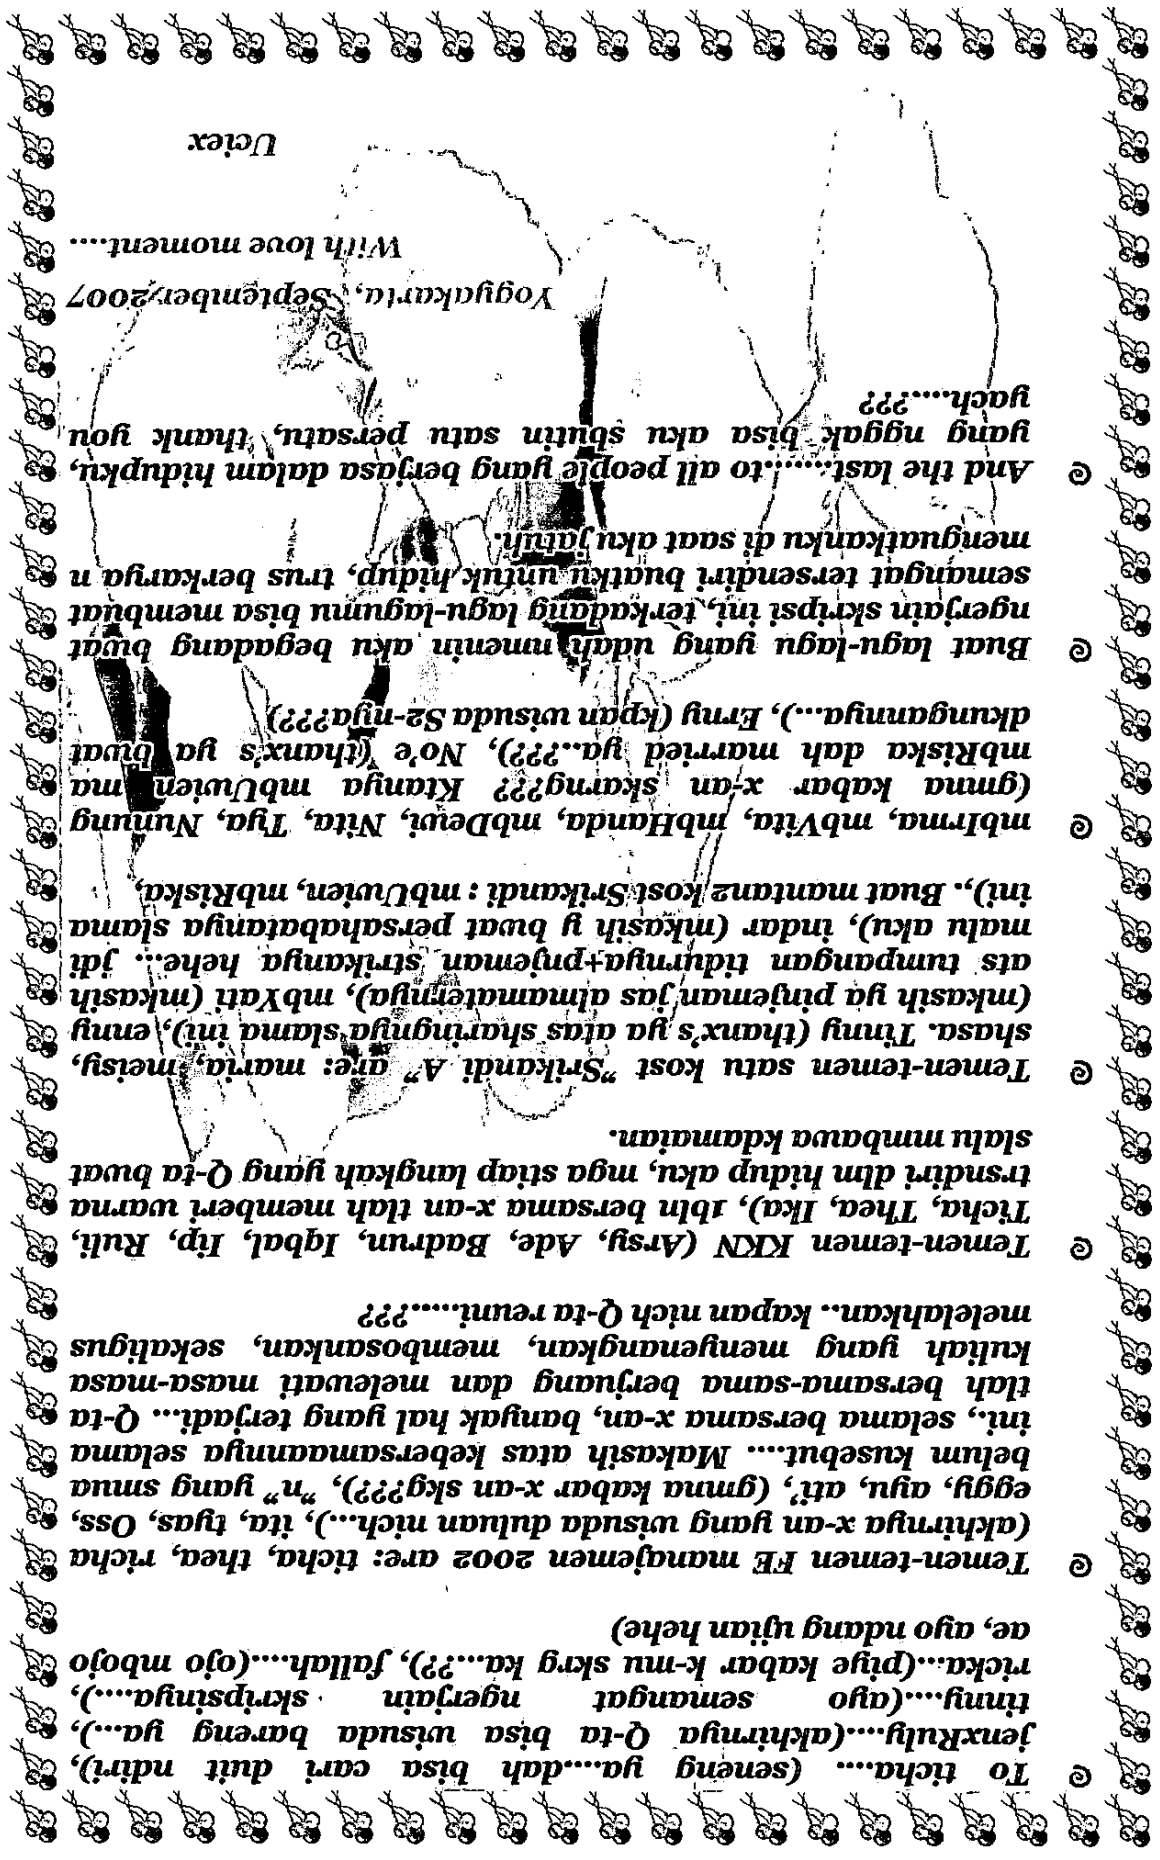 To ticha.... (seneng ya....dah bisa cari duit ndiri),
jenxRuly....(akhirnya Q-ta bisa wisuda bareng ya...),
tinny....(ayo semangat ngerjain skripsinya....),
ricka...(piye kabar k-mu skrg ka...??), fallah....(ojo mbojo
ae, ayo ndang ujian hehe)
Temen-temen FE manajemen 2002 are: ticha, thea, richa
(akhirnya x-an yang wisuda duluan nich...), ita, tyas, Oss,
eggy, ayu, ati', (gmna kabar x-an skg???), "n" yang smua
belum kusebut.... Makasih atas kebersamaannya selama
ini., selama bersama x-an, banyak hal yang terjadi... Q-ta
tlah bersama-sama berjuang dan melewati masa-masa
kuliah yang menyenangkan, membosankan, sekaligus
melelahkan.. kapan nich Q-ta reuni......???
Temen-temen KKN (Arsy, Ade, Badrun, Iqbal, Iip, Ruli,
Ticha, Thea, Ika), 1bln bersama x-an tlah memberi warna
trsndiri dlm hidup aku, mga stiap langkah yang Q-ta bwat
slalu mmbawa kdamaian.
Temen-temen satu kost "Srikandi A" are: maria, meisy,
shasa. Tinny (thanx's ya atas sharingnya slama ini), enny
(mkasih ya pinjeman jas almamaternya), mbYati (mkasih
ats tumpangan tidurnya+pnjeman strikanya hehe... jdi
malu aku), indar (mkasih y bwat persahabatanya slama
ini),. Buat mantan2 kost Srikandi : mbUwien, mbRiska,
mbIrma, mbVita, mbHanda, mbDewi, Nita, Tya, Nunung
(gmna kabar x-an skarng??? Ktanya mbUwien ma
mbRiska dah married ya...???), No'e (thanx's ya bwat
dkungannya...), Erny (kpan wisuda S2-nya???)
Buat lagu-lagu yang udah nmenin aku begadang bwat
ngerjain skripsi ini, terkadang lagu-lagumu bisa membuat
semangat tersendiri buatku untuk hidup, trus berkarya n
menguatkanku di saat aku jatuh.
And the last.......to all people yang berjasa dalam hidupku,
yang nggak bisa aku sbutin satu persatu, thank you
yach.....???
Yogyakarta, September/2007
With love moment....
Uciex